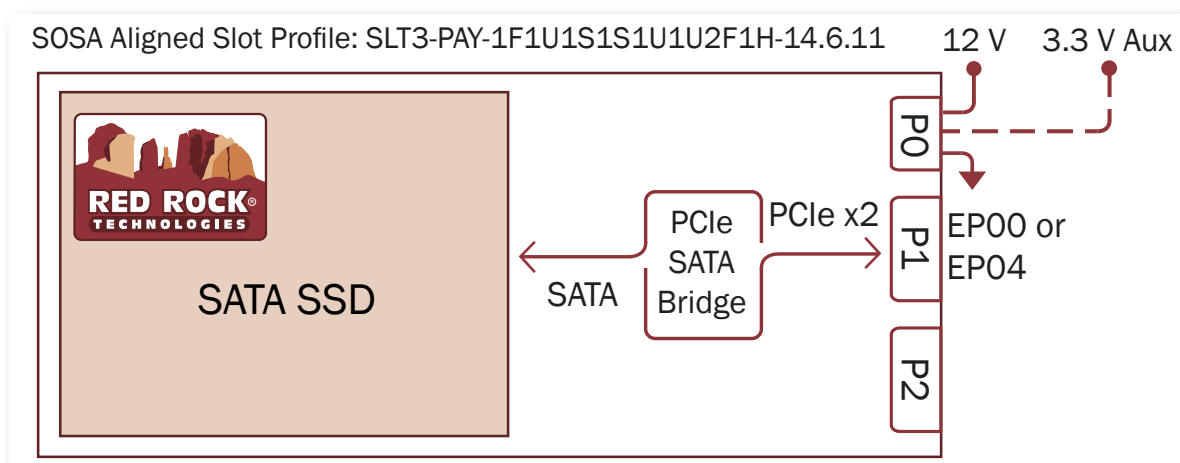 SOSA Aligned Slot Profile: SLT3-PAY-1F1U1S1S1U1U2F1H-14.6.11
12 V
3.3 V Aux
P0
RED ROCK®
TECHNOLOGIES
SATA SSD
SATA
PCIe
SATA
Bridge
PCIe x2
P1
EP00 or
EP04
P2